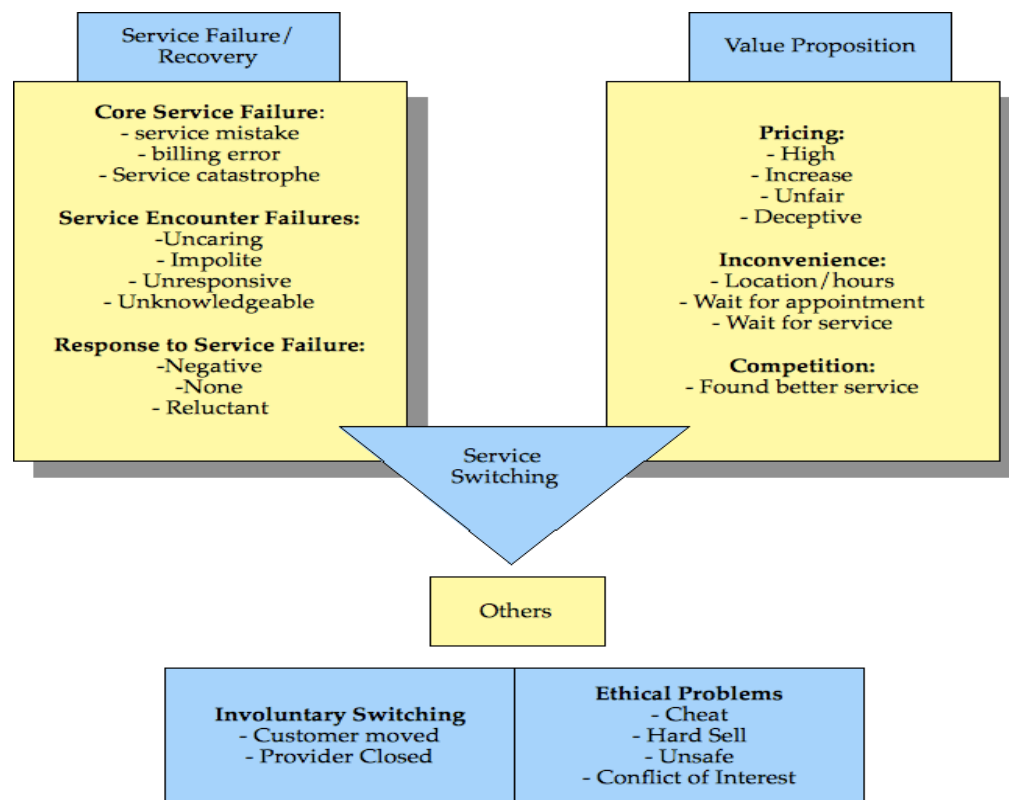 Service Failure/
Recovery
Core Service Failure:
- service mistake
- billing error
- Service catastrophe
Service Encounter Failures:
-Uncaring
- Impolite
- Unresponsive
- Unknowledgeable
Response to Service Failure:
-Negative
-None
- Reluctant
Value Proposition
Pricing:
- High
- Increase
- Unfair
- Deceptive
Inconvenience:
- Location/hours
- Wait for appointment
- Wait for service
Competition:
- Found better service
Service
Switching
Others
Involuntary Switching
- Customer moved
- Provider Closed
Ethical Problems
- Cheat
- Hard Sell
- Unsafe
- Conflict of Interest